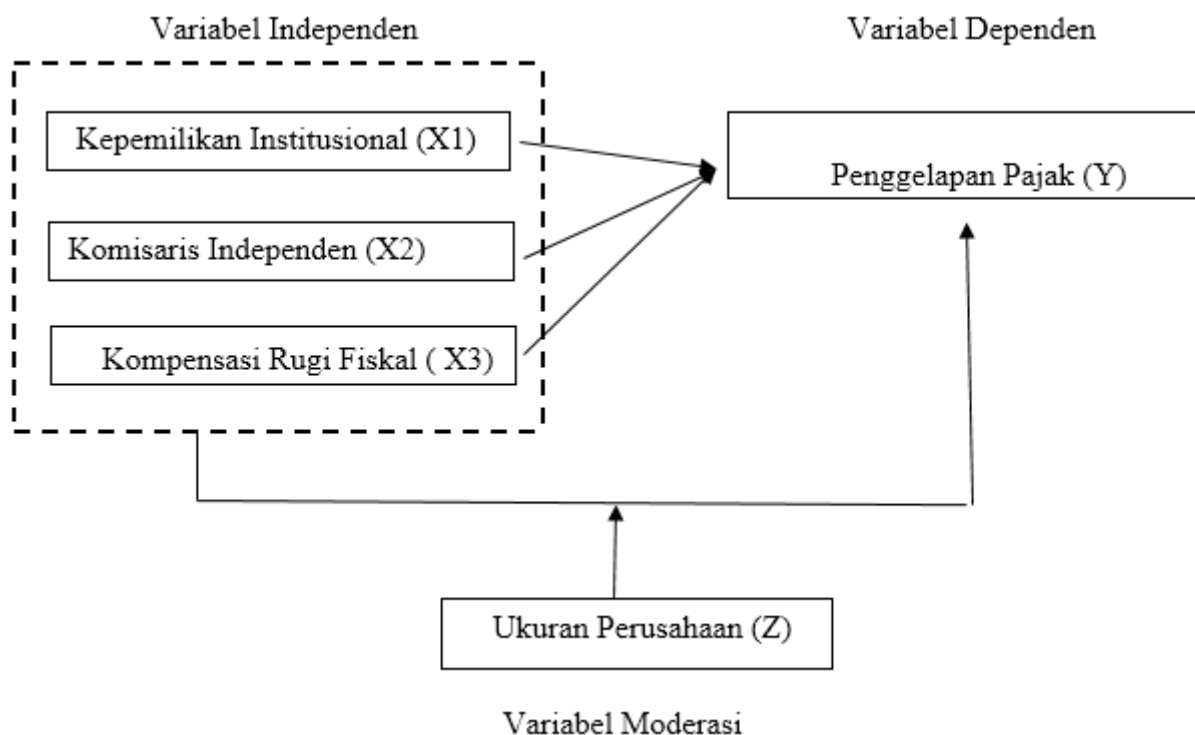 Variabel Independen
Variabel Dependen
Kepemilikan Institusional (X1)
Penggelapan Pajak (Y)
Komisaris Independen (X2)
Kompensasi Rugi Fiskal ( X3)
Ukuran Perusahaan (Z)
Variabel Moderasi